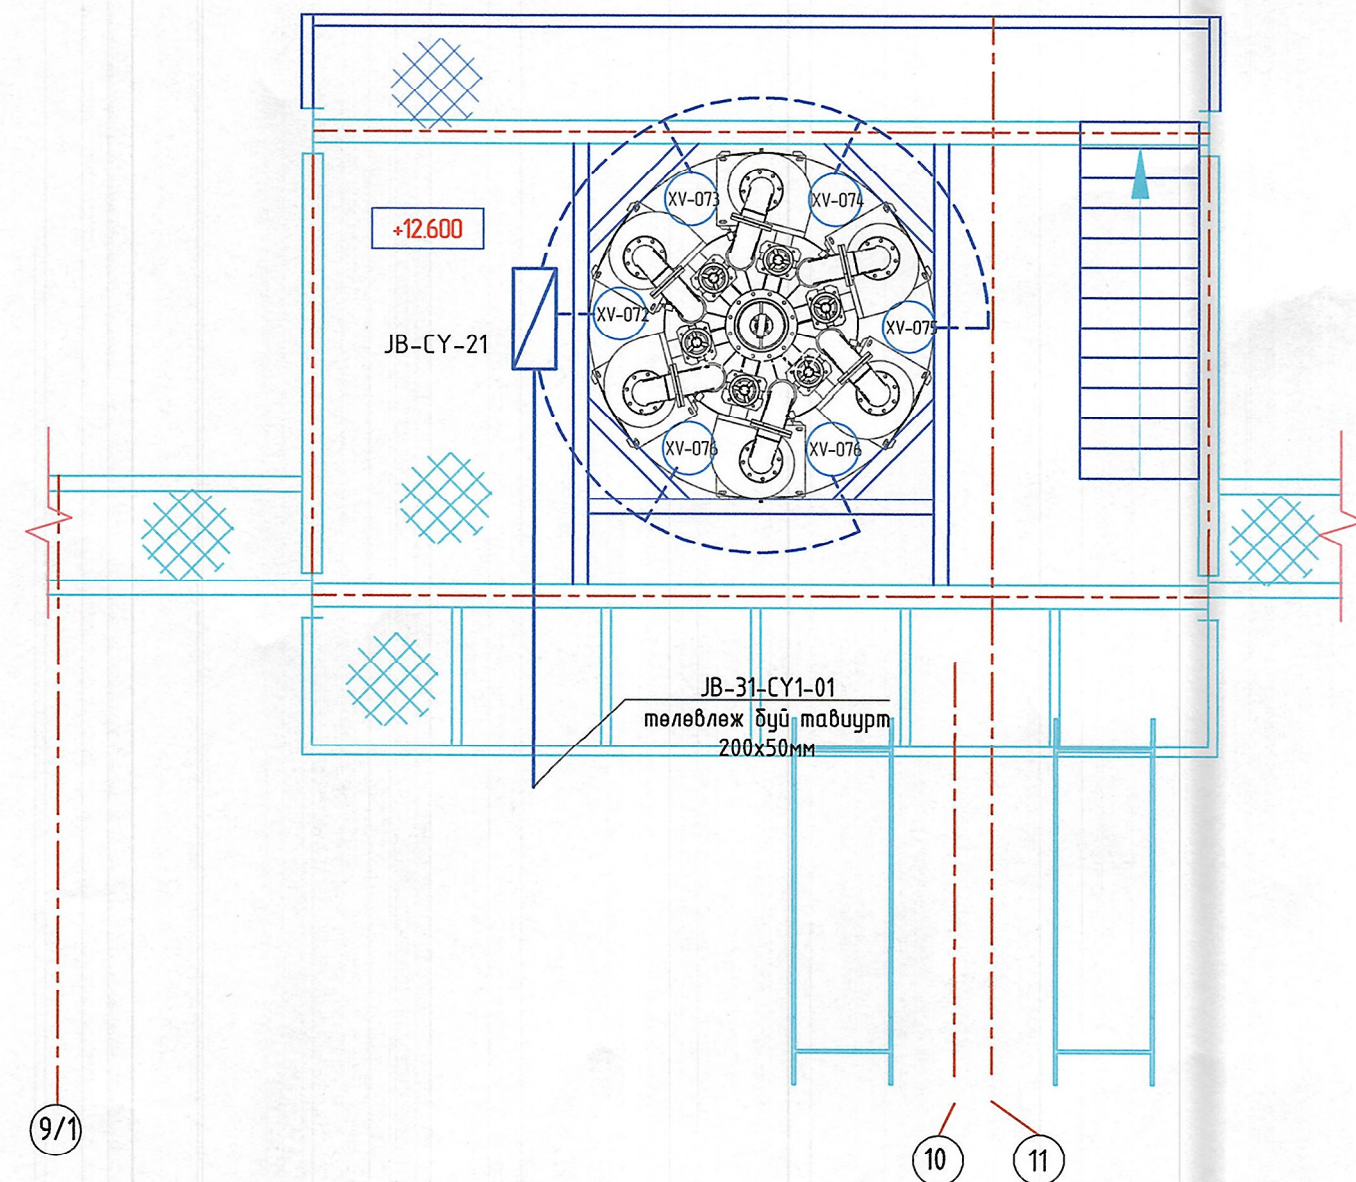 XV-073
XV-074
+12.600
XV-072
XV-075
JB-CY-21
XV-076
XV-076
JB-31-CY1-01
төлөвлөж буй тавиурт
200x50мм
9/1
10
11